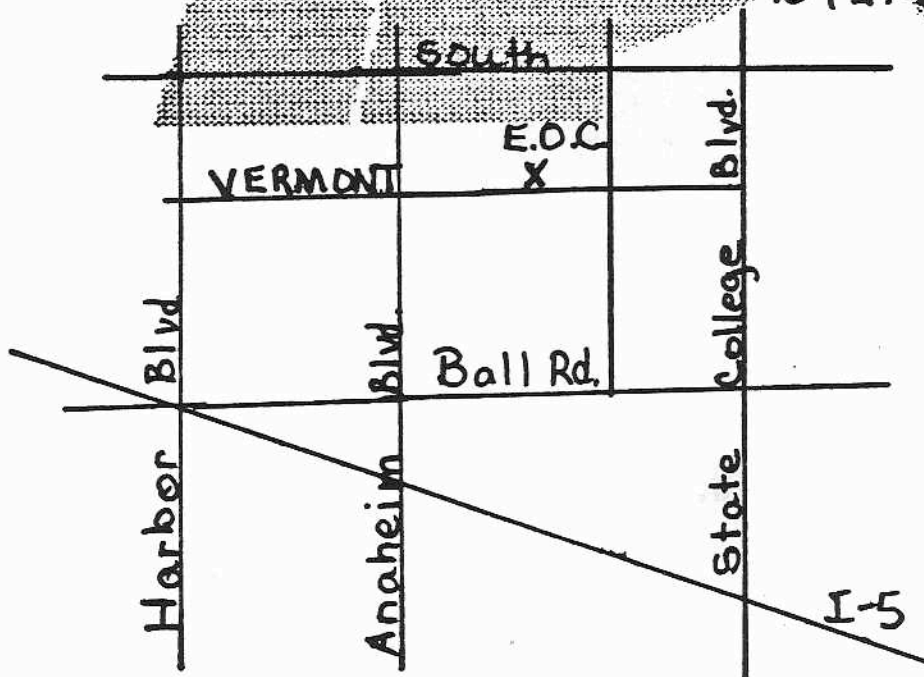 South
E.O.C.
X
VERMONT
Ball Rd.
Harbor Blvd.
Anaheim Blvd.
State College Blvd.
I-5